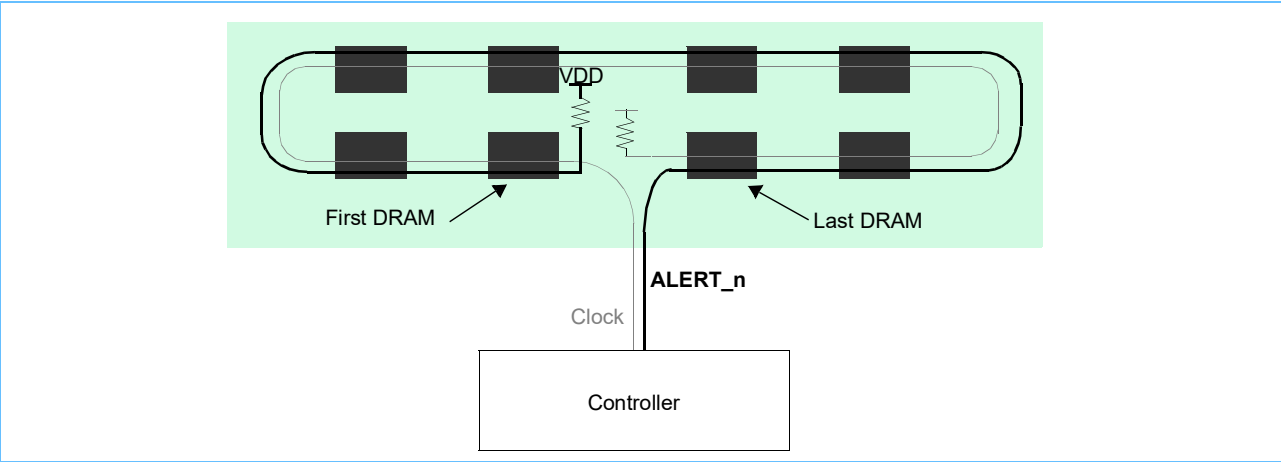 VDD
First DRAM
Last DRAM
ALERT_n
Clock
Controller